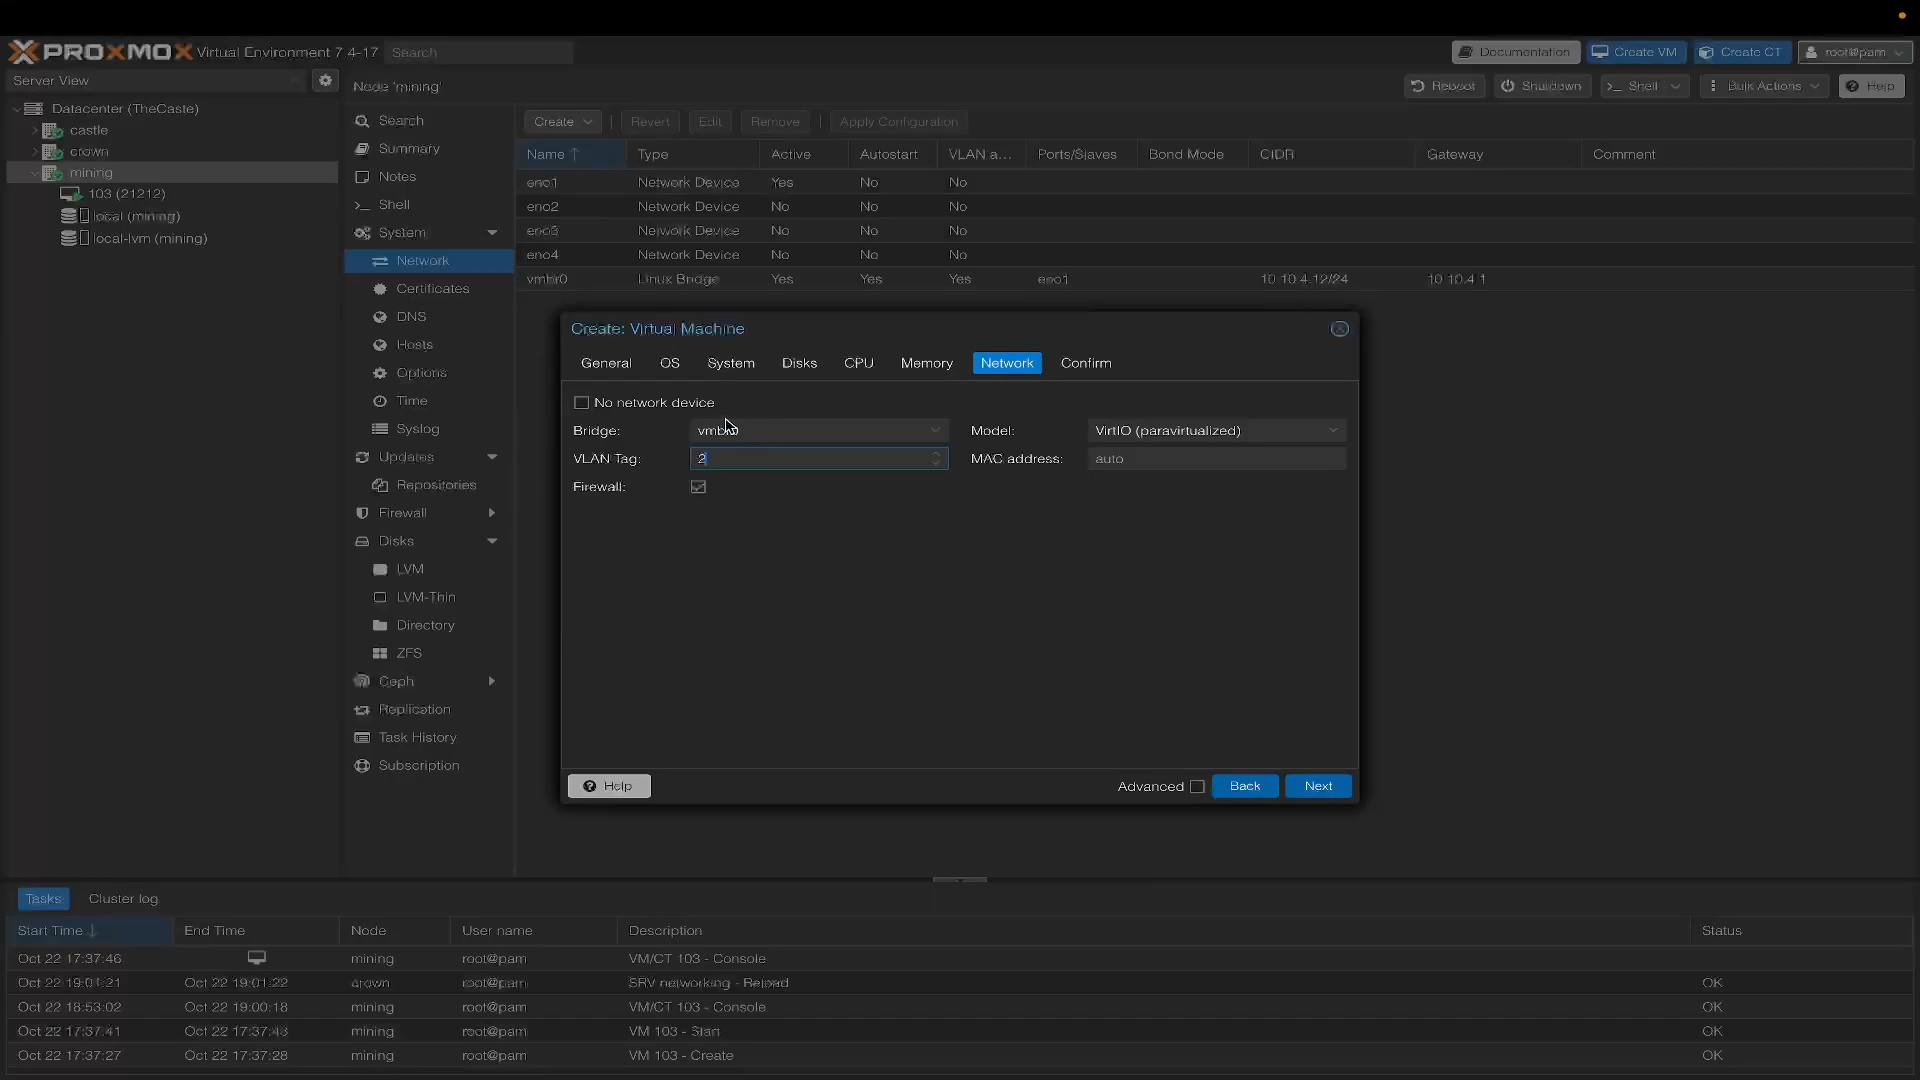 PROXMOX Virtual Environment 7.4-17 Search
Documentation Create VM Create CT root@pam
Server View
Node 'mining'
Reboot Shutdown Shell Bulk Actions Help
Datacenter (TheCaste)
castle
crown
mining
103 (21212)
local (mining)
local-lvm (mining)
Search
Summary
Notes
Shell
System
Network
Certificates
DNS
Hosts
Options
Time
Syslog
Updates
Repositories
Firewall
Disks
LVM
LVM-Thin
Directory
ZFS
Ceph
Replication
Task History
Subscription
Create Revert Edit Remove Apply Configuration
Name Type Active Autostart VLAN a... Ports/Slaves Bond Mode CIDR Gateway Comment
eno1 Network Device Yes No No
eno2 Network Device No No No
eno3 Network Device No No No
eno4 Network Device No No No
vmbr0 Linux Bridge Yes Yes Yes eno1 10.10.4.12/24 10.10.4.1
Create: Virtual Machine
General OS System Disks CPU Memory Network Confirm
No network device
Bridge: Model: VirtIO (paravirtualized)
VLAN Tag: 2 MAC address: auto
Firewall:
Help Advanced Back Next
Tasks Cluster log
Start Time End Time Node User name Description Status
Oct 22 17:37:46 mining root@pam VM/CT 103 - Console
Oct 22 19:01:21 Oct 22 19:01:22 crown root@pam SRV networking - Reload OK
Oct 22 18:53:02 Oct 22 19:00:18 mining root@pam VM/CT 103 - Console OK
Oct 22 17:37:41 Oct 22 17:37:43 mining root@pam VM 103 - Start OK
Oct 22 17:37:27 Oct 22 17:37:28 mining root@pam VM 103 - Create OK